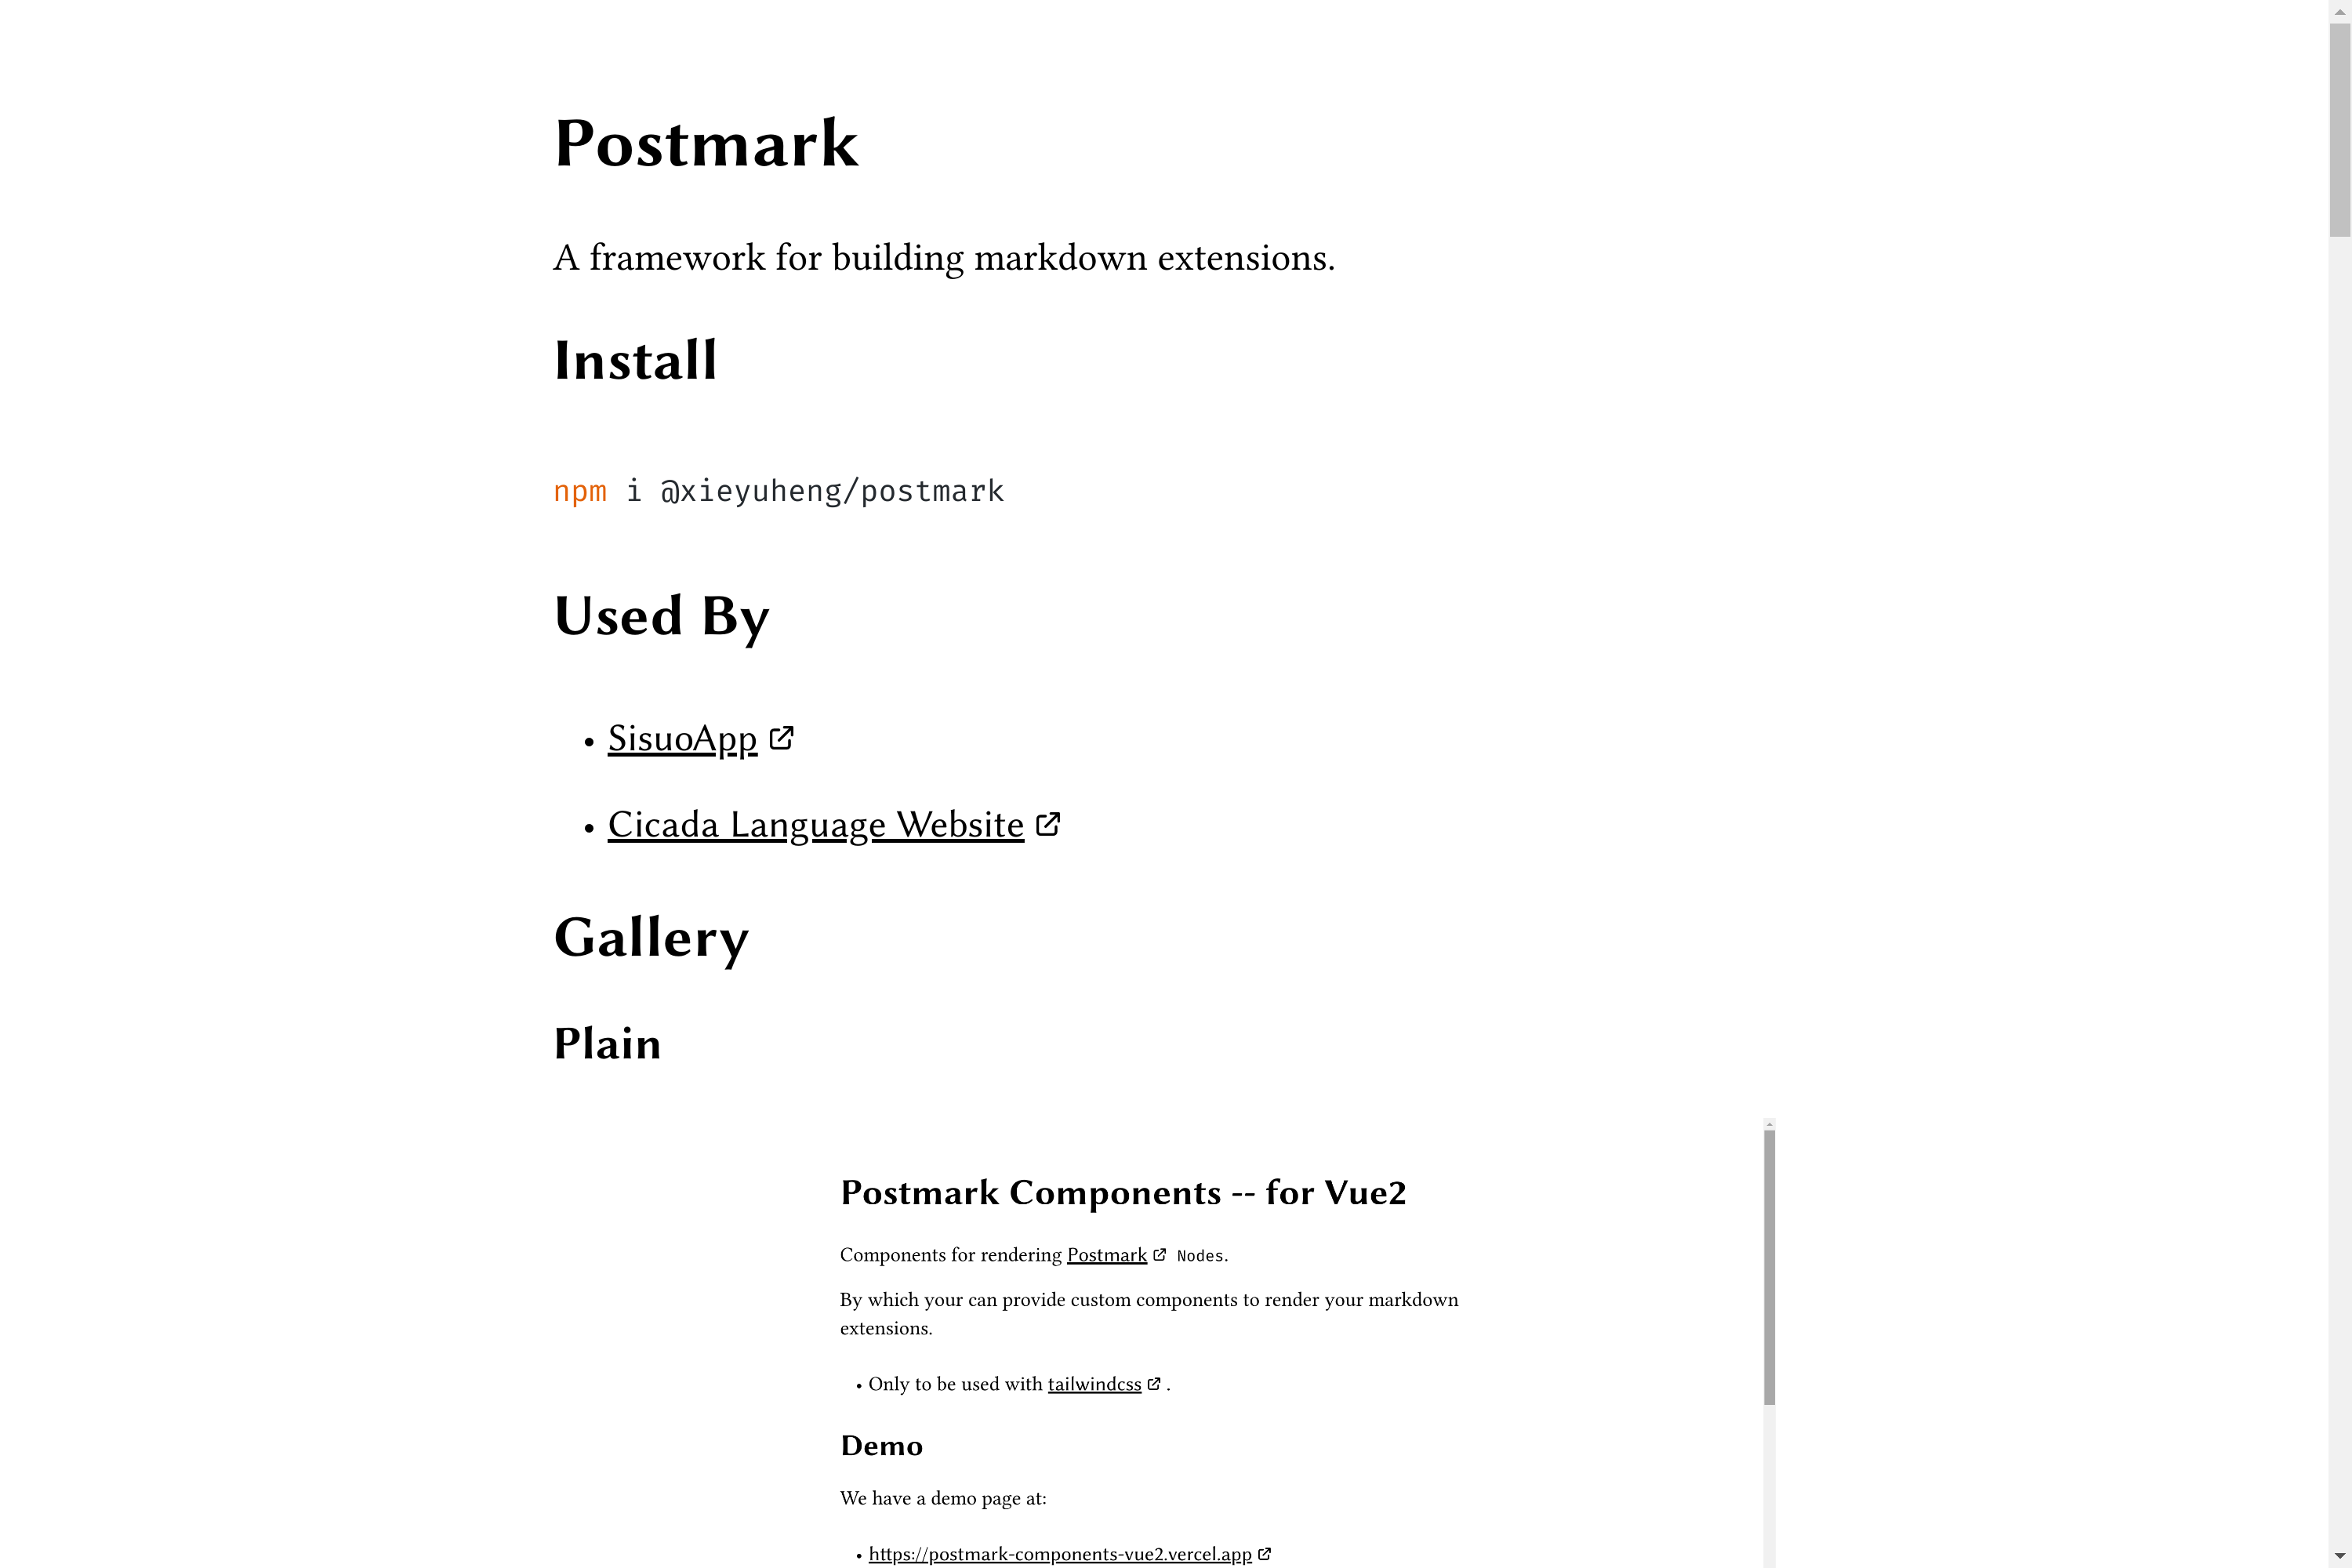 Postmark
A framework for building markdown extensions.
Install
npm i @xieyuheng/postmark
Used By
• SisuoApp
• Cicada Language Website
Gallery
Plain
Postmark Components -- for Vue2
Components for rendering Postmark Nodes.
By which your can provide custom components to render your markdown
extensions.
• Only to be used with tailwindcss .
Demo
We have a demo page at:
• https://postmark-components-vue2.vercel.app